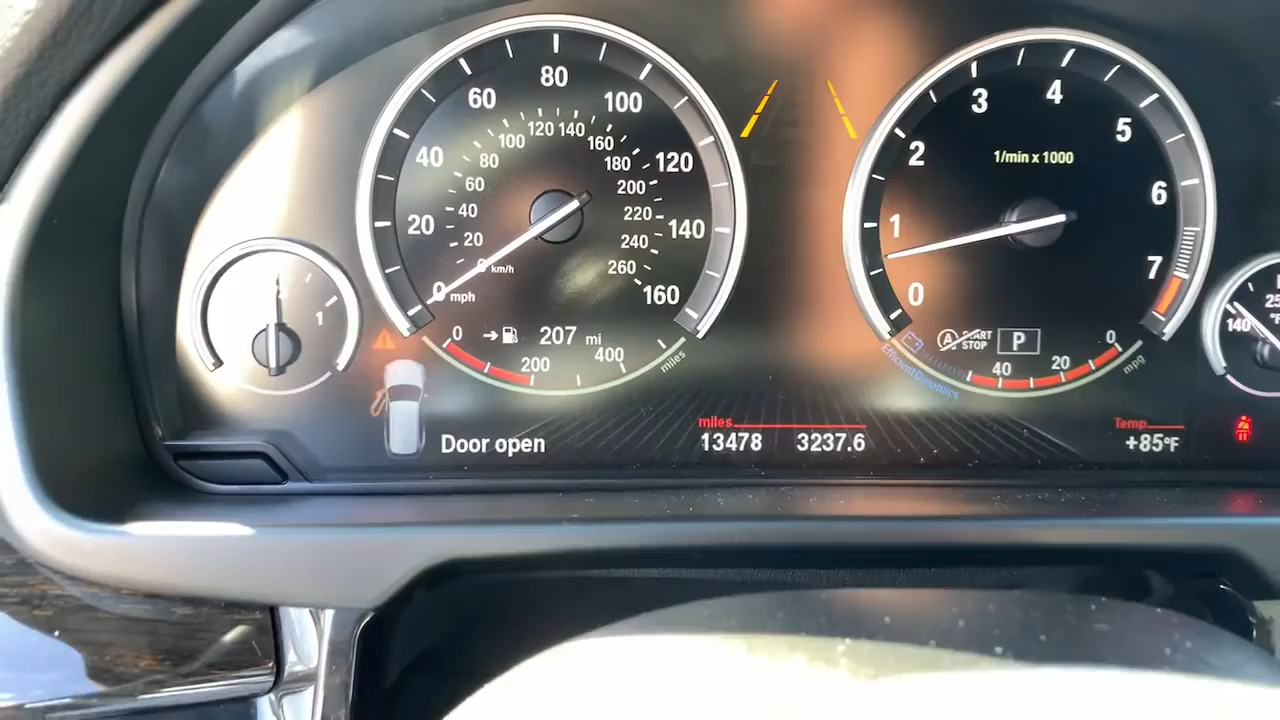 20
40
60
80
100
120
140
160
0 mph
20
40
60
80
100
120
140
160
180
200
220
240
260
km/h
1
0
207 mi
200
400
miles
Door open
miles
13478 3237.6
0
1
2
3
4
5
6
7
1/min x 1000
A START
STOP
P
40
20
0
mpg
Efficient Dynamics
Temp
+85°F
140